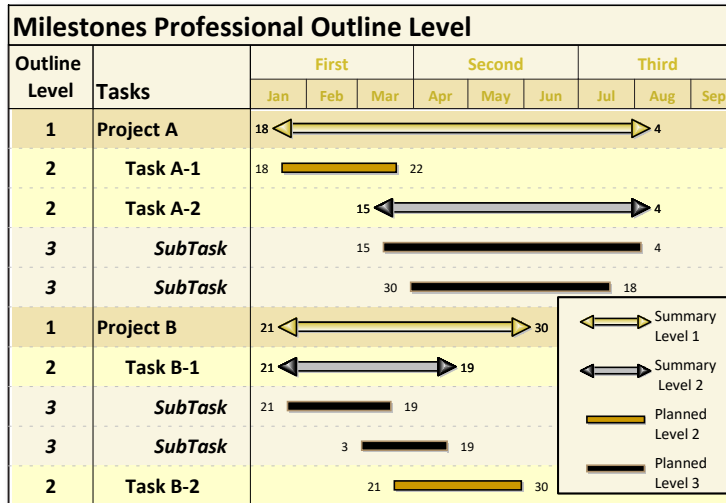 Milestones Professional Outline Level
Outline Level Tasks First Second Third
Jan Feb Mar Apr May Jun Jul Aug Sep
1 Project A 18 4
2 Task A-1 18 22
2 Task A-2 15 4
3 SubTask 15 4
3 SubTask 30 18
1 Project B 21 30
2 Task B-1 21 19
3 SubTask 21 19
3 SubTask 3 19
2 Task B-2 21 30
Summary
Level 1
Summary
Level 2
Planned
Level 2
Planned
Level 3